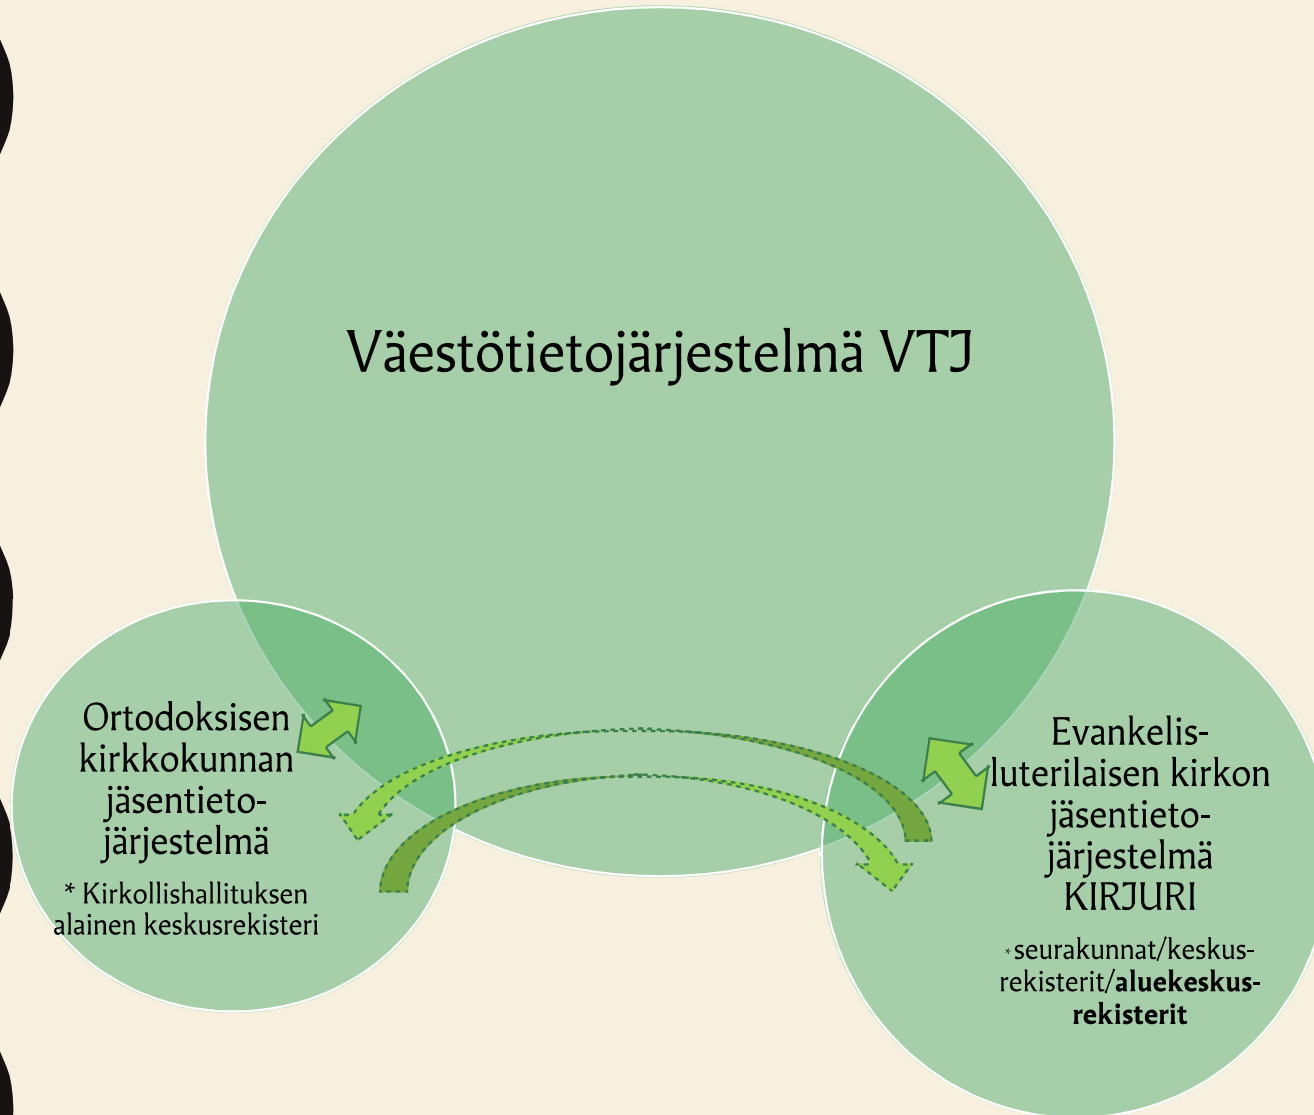 Väestötietojärjestelmä VTJ
Ortodoksisen
kirkkokunnan
jäsentieto-
järjestelmä
* Kirkollishallituksen
alainen keskusrekisteri
Evankelis-
luterilaisen kirkon
jäsentieto-
järjestelmä
KIRJURI
*seurakunnat/keskus-
rekisterit/aluekeskus-
rekisterit